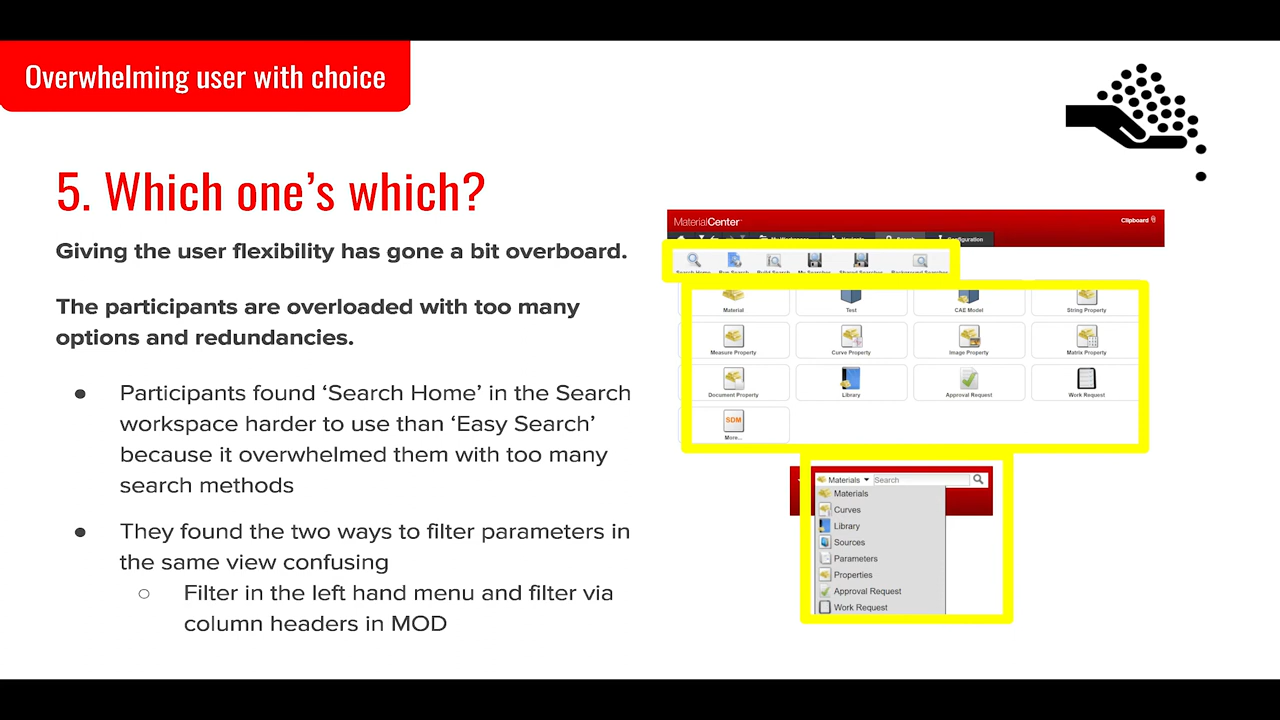 Overwhelming user with choice
5. Which one's which?
Giving the user flexibility has gone a bit overboard.
The participants are overloaded with too many
options and redundancies.
● Participants found ‘Search Home’ in the Search
workspace harder to use than ‘Easy Search’
because it overwhelmed them with too many
search methods
● They found the two ways to filter parameters in
the same view confusing
○ Filter in the left hand menu and filter via
column headers in MOD
MaterialCenter
Clipboard
Configuration
Search Home Run Search Build Search My Searches Shared Searches Background Searches
Material Test CAE Model String Property
Measure Property Curve Property Image Property Matrix Property
Document Property Library Approval Request Work Request
SDM
More...
Materials Search
Materials
Curves
Library
Sources
Parameters
Properties
Approval Request
Work Request